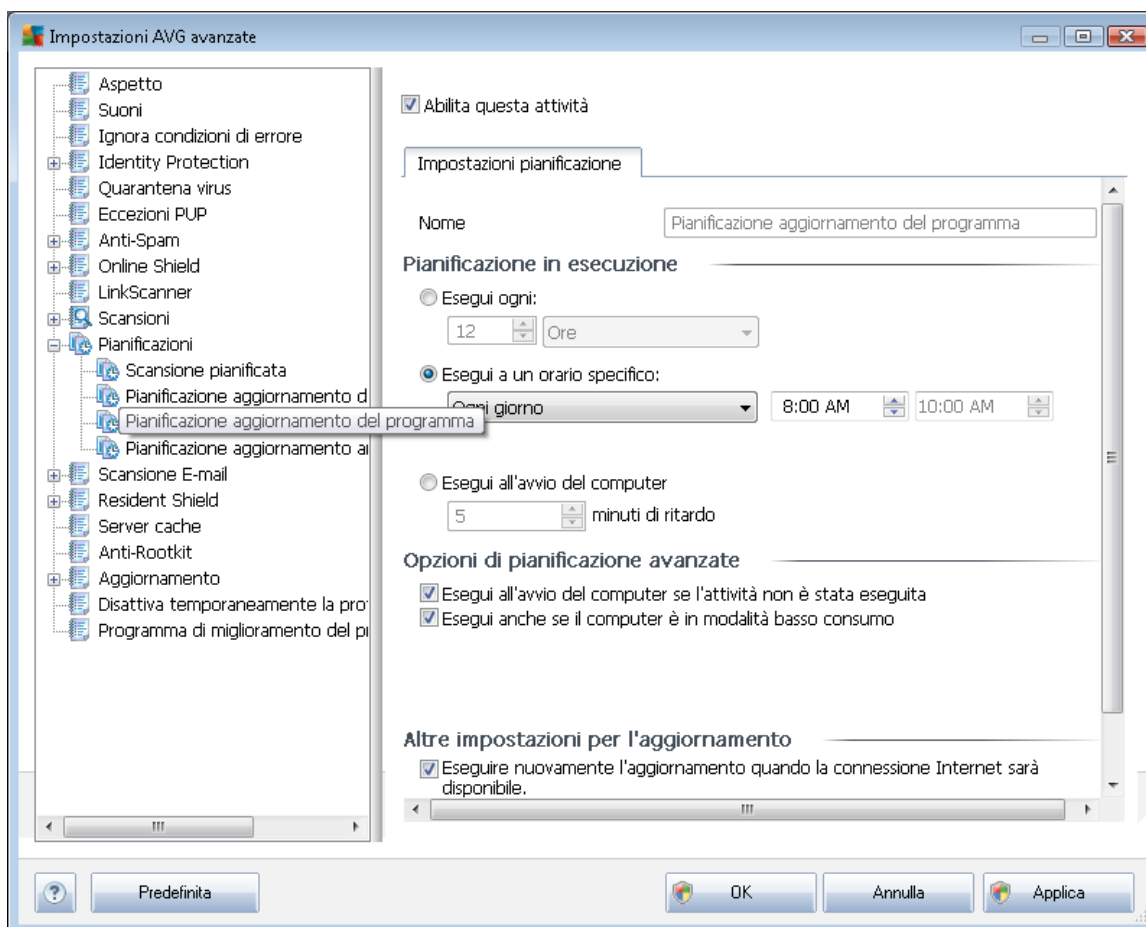 Impostazioni AVG avanzate
Aspetto
Suoni
Ignora condizioni di errore
Identity Protection
Quarantena virus
Eccezioni PUP
Anti-Spam
Online Shield
LinkScanner
Scansioni
Pianificazioni
Scansione pianificata
Pianificazione aggiornamento d
Pianificazione aggiornamento del programma
Pianificazione aggiornamento a
Scansione E-mail
Resident Shield
Server cache
Anti-Rootkit
Aggiornamento
Disattiva temporaneamente la pro
Programma di miglioramento del p
Abilita questa attività
Impostazioni pianificazione
Nome Pianificazione aggiornamento del programma
Pianificazione in esecuzione
Esegui ogni:
12 Ore
Esegui a un orario specifico:
Ogni giorno 8:00 AM 10:00 AM
Esegui all'avvio del computer
5 minuti di ritardo
Opzioni di pianificazione avanzate
Esegui all'avvio del computer se l'attività non è stata eseguita
Esegui anche se il computer è in modalità basso consumo
Altre impostazioni per l'aggiornamento
Eseguire nuovamente l'aggiornamento quando la connessione Internet sarà
disponibile.
? Predefinita OK Annulla Applica